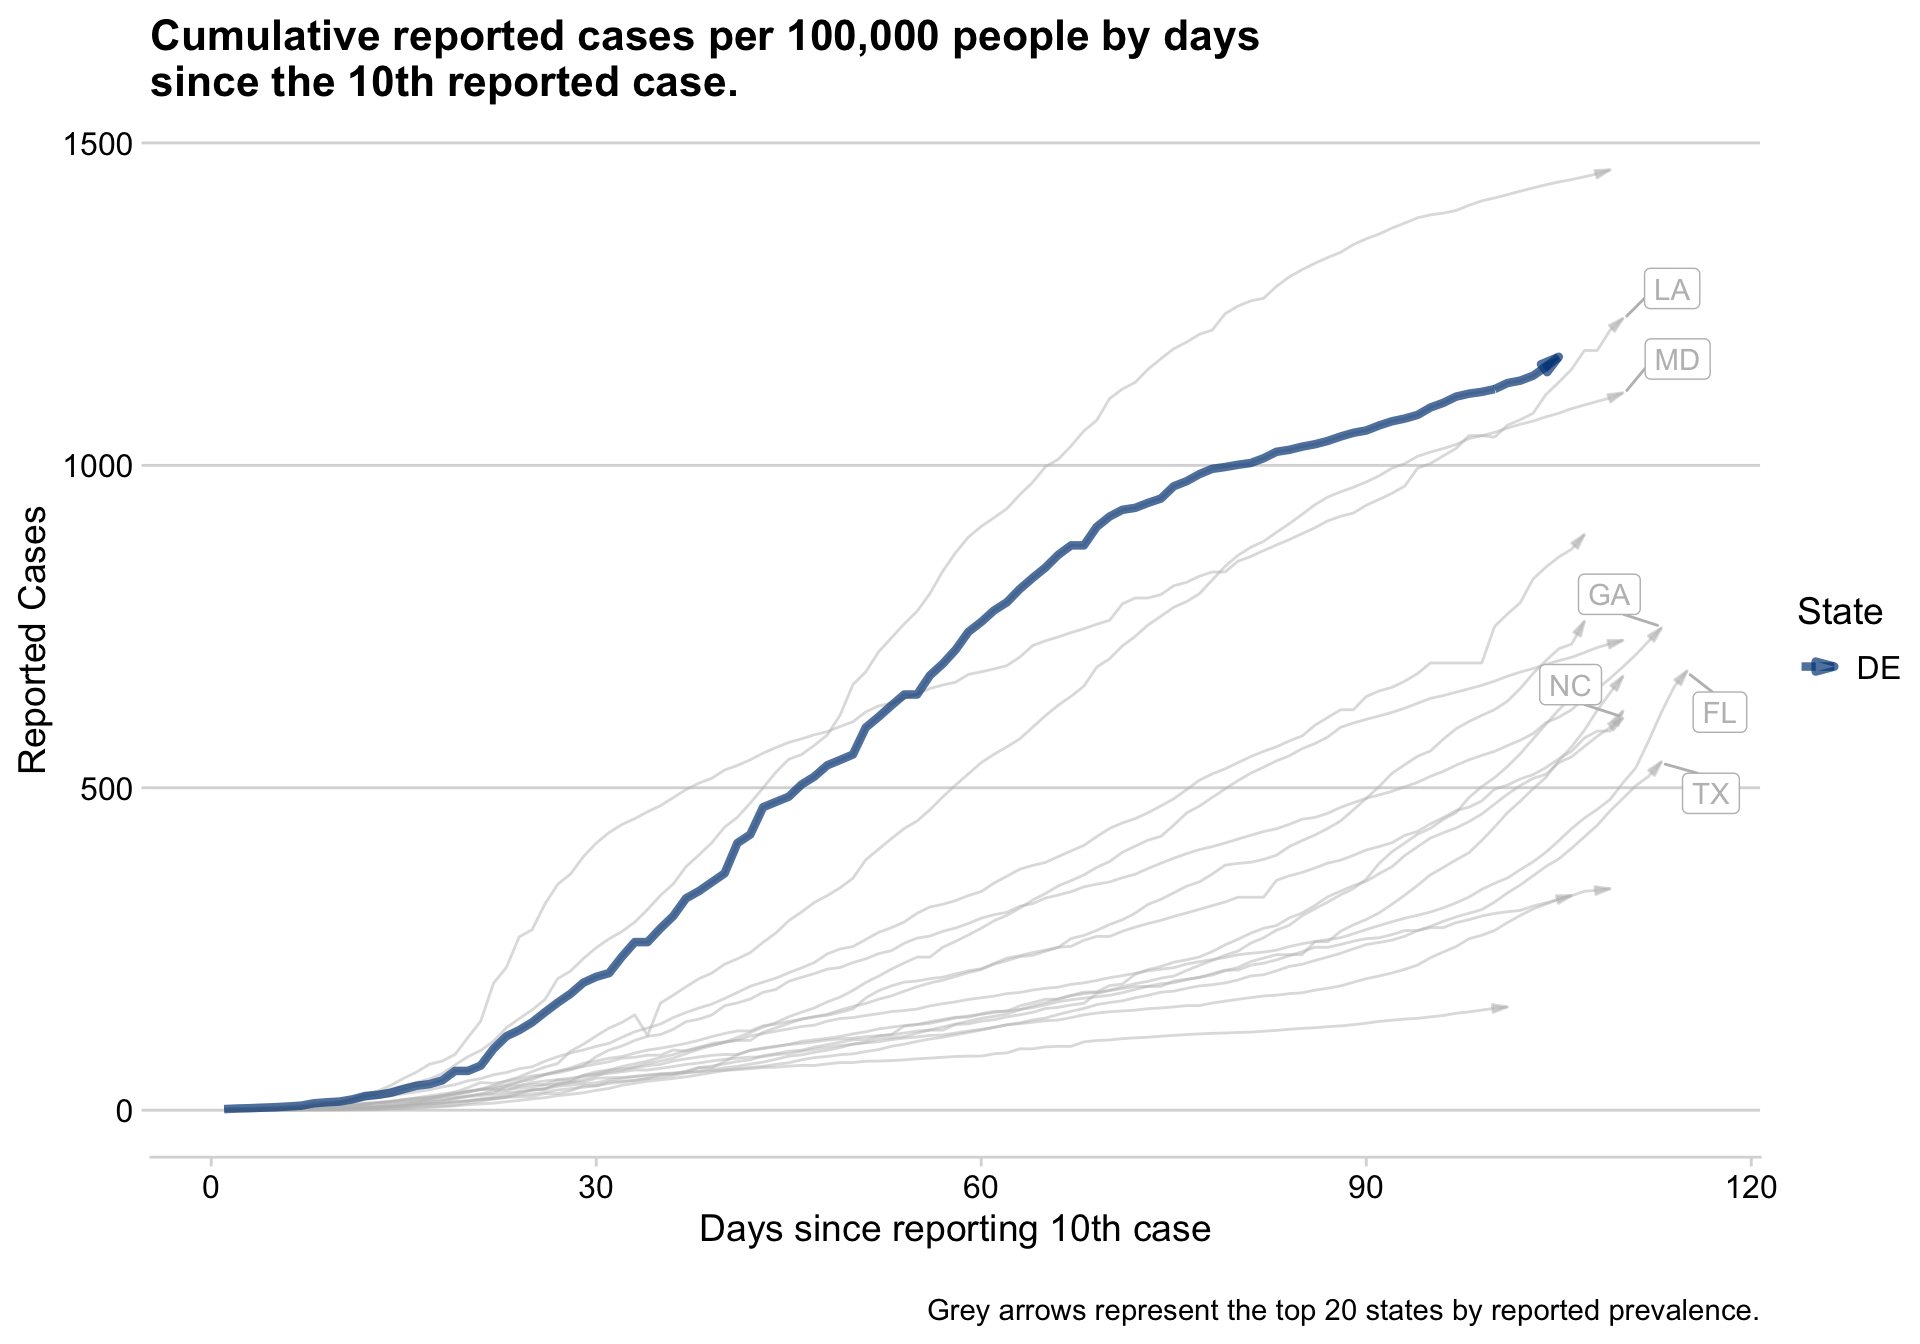 Cumulative reported cases per 100,000 people by days
since the 10th reported case.
1500
1000
500
0
Reported Cases
LA
MD
GA
NC
FL
TX
State
DE
0
30
60
90
120
Days since reporting 10th case
Grey arrows represent the top 20 states by reported prevalence.